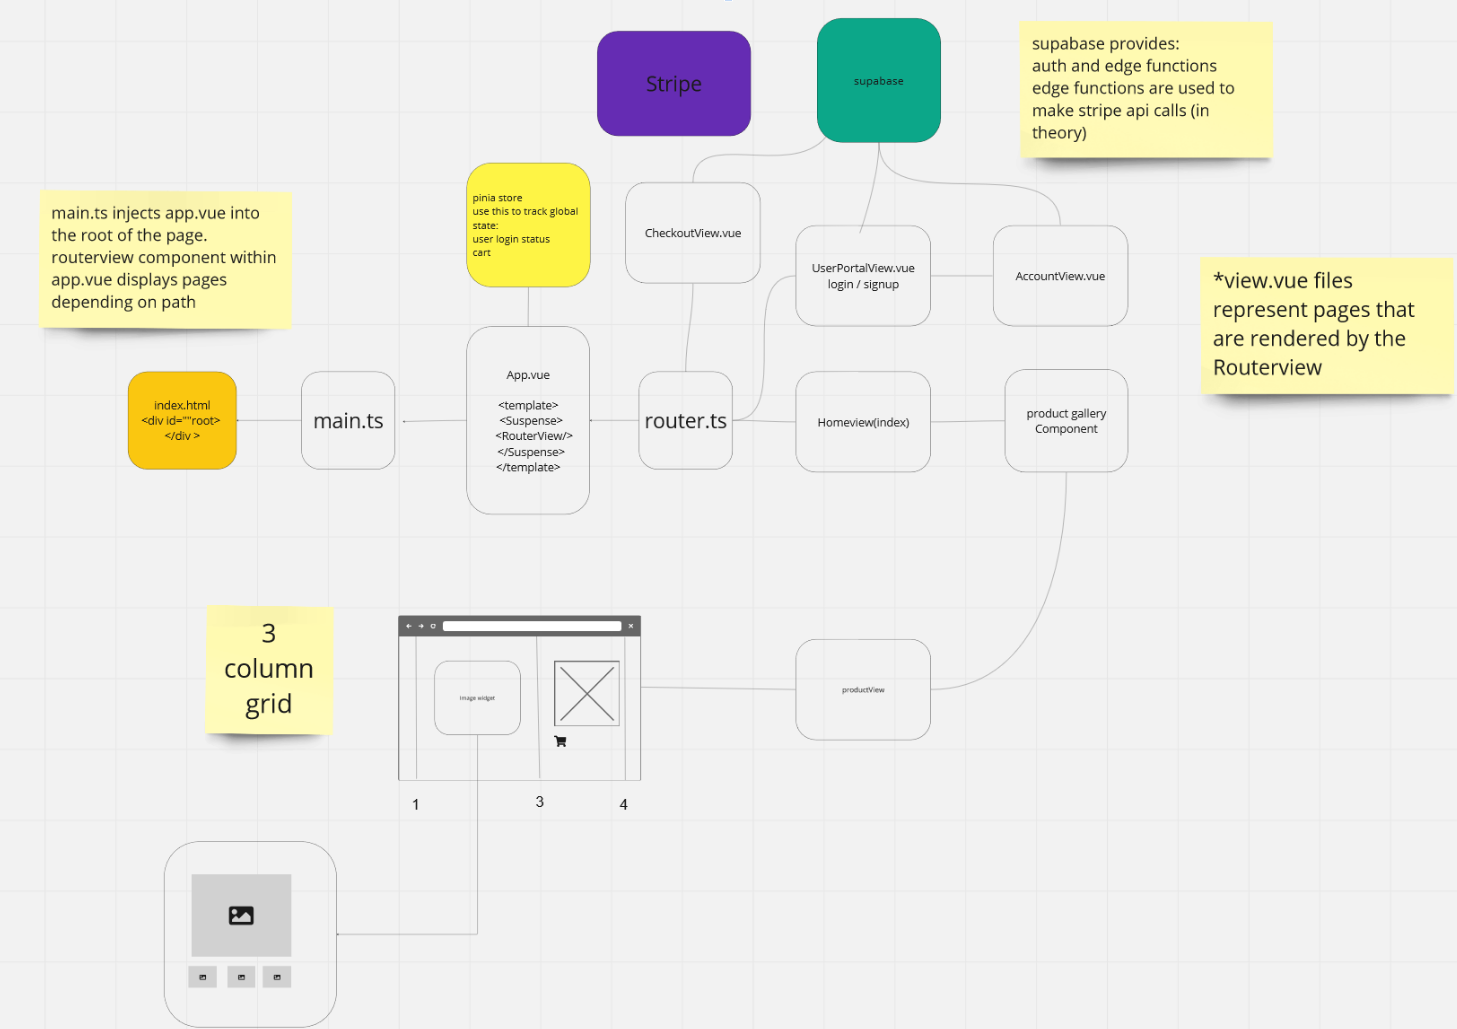 Stripe
supabase
supabase provides:
auth and edge functions
edge functions are used to
make stripe api calls (in
theory)
pinia store
use this to track global
state:
user login status
cart
main.ts injects app.vue into
the root of the page.
routerview component within
app.vue displays pages
depending on path
CheckoutView.vue
UserPortalView.vue
login / signup
AccountView.vue
*view.vue files
represent pages that
are rendered by the
Routerview
index.html
<div id=""root>
</div >
main.ts
App.vue
<template>
<Suspense>
<RouterView/>
</Suspense>
</template>
router.ts
Homeview(index)
product gallery
Component
3
column
grid
Image widget
productView
1
3
4